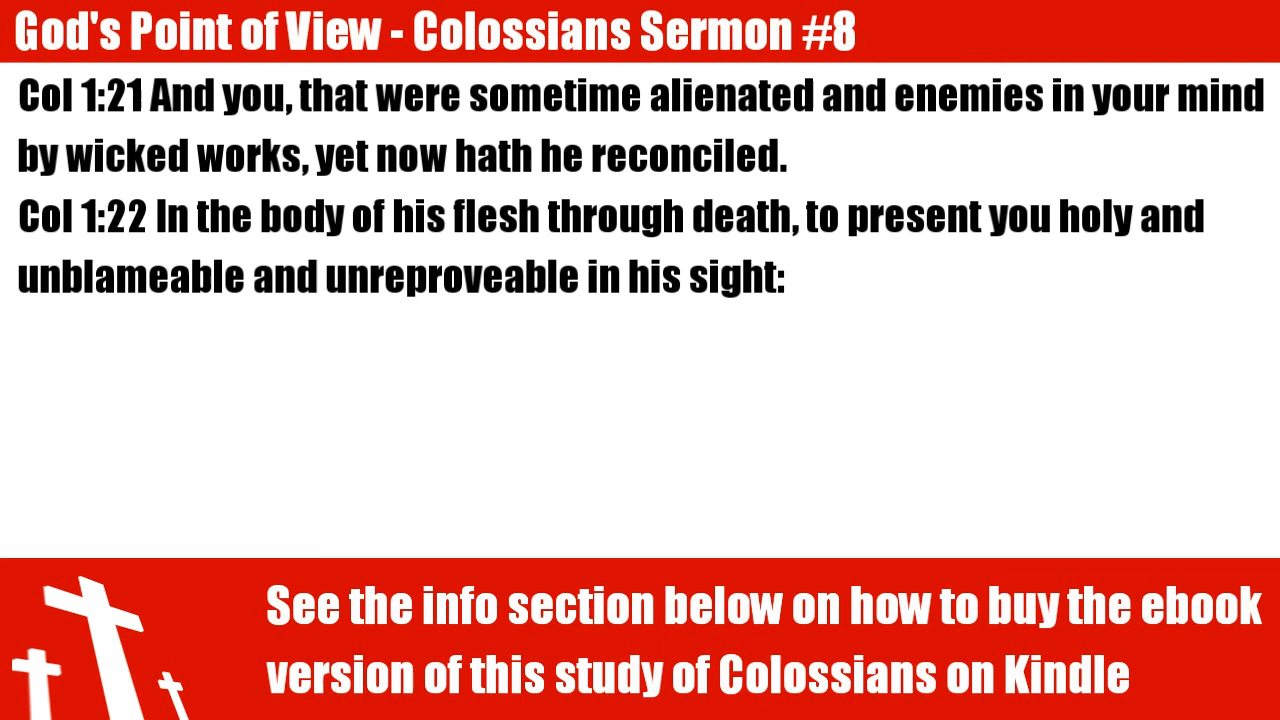 God's Point of View - Colossians Sermon #8
Col 1:21 And you, that were sometime alienated and enemies in your mind
by wicked works, yet now hath he reconciled.
Col 1:22 In the body of his flesh through death, to present you holy and
unblameable and unreproveable in his sight:
See the info section below on how to buy the ebook
version of this study of Colossians on Kindle